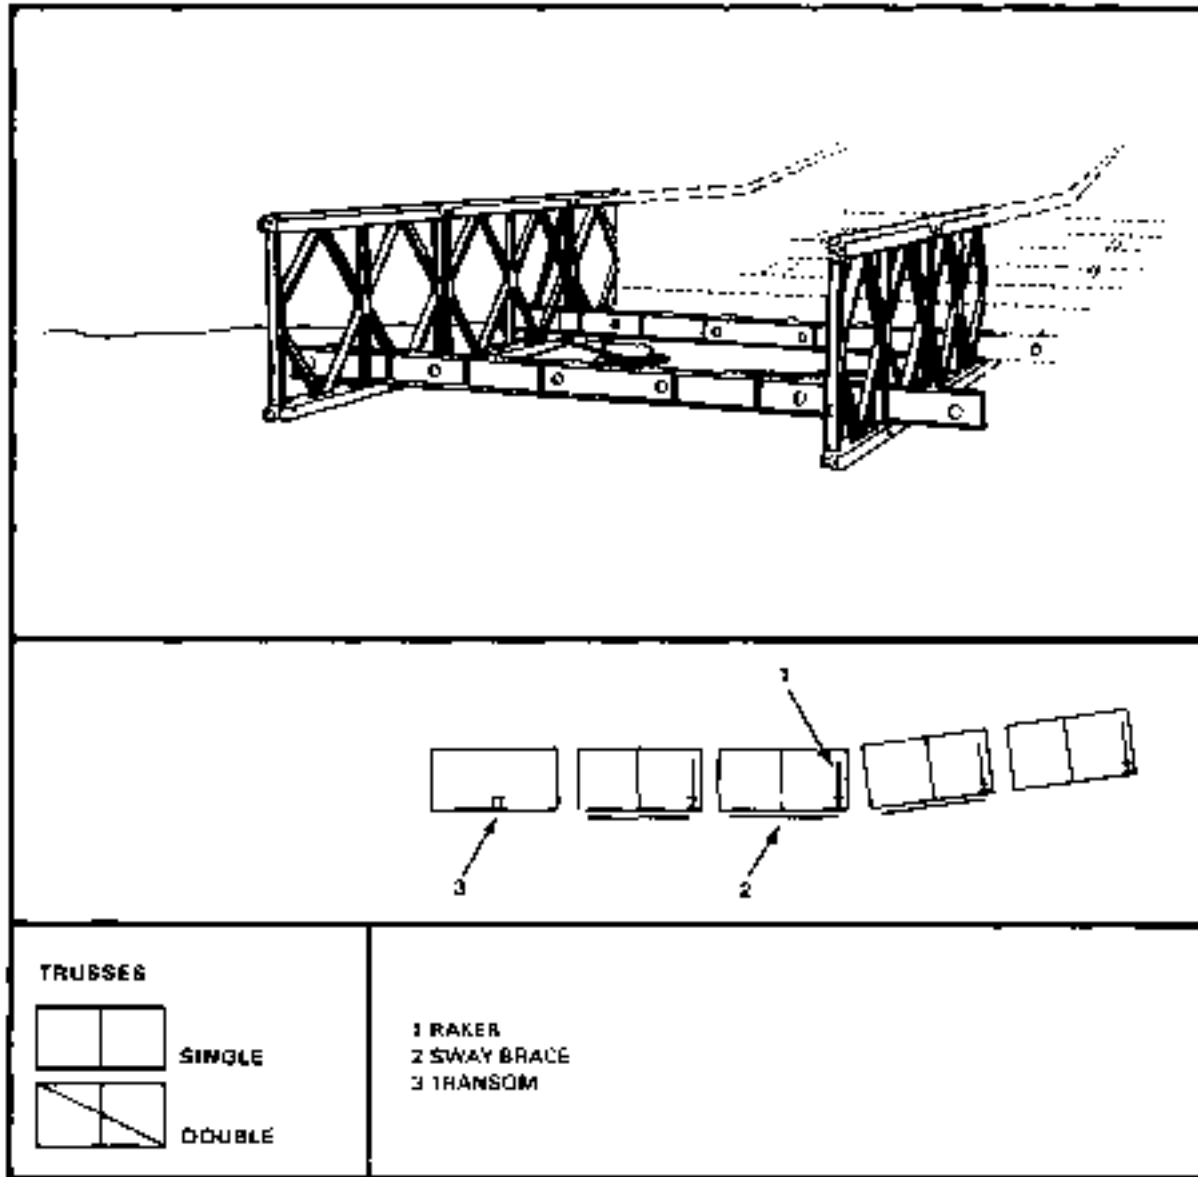 1
3
2
TRUSSES
SINGLE
DOUBLE
1 RAKER
2 SWAY BRACE
3 TRANSOM